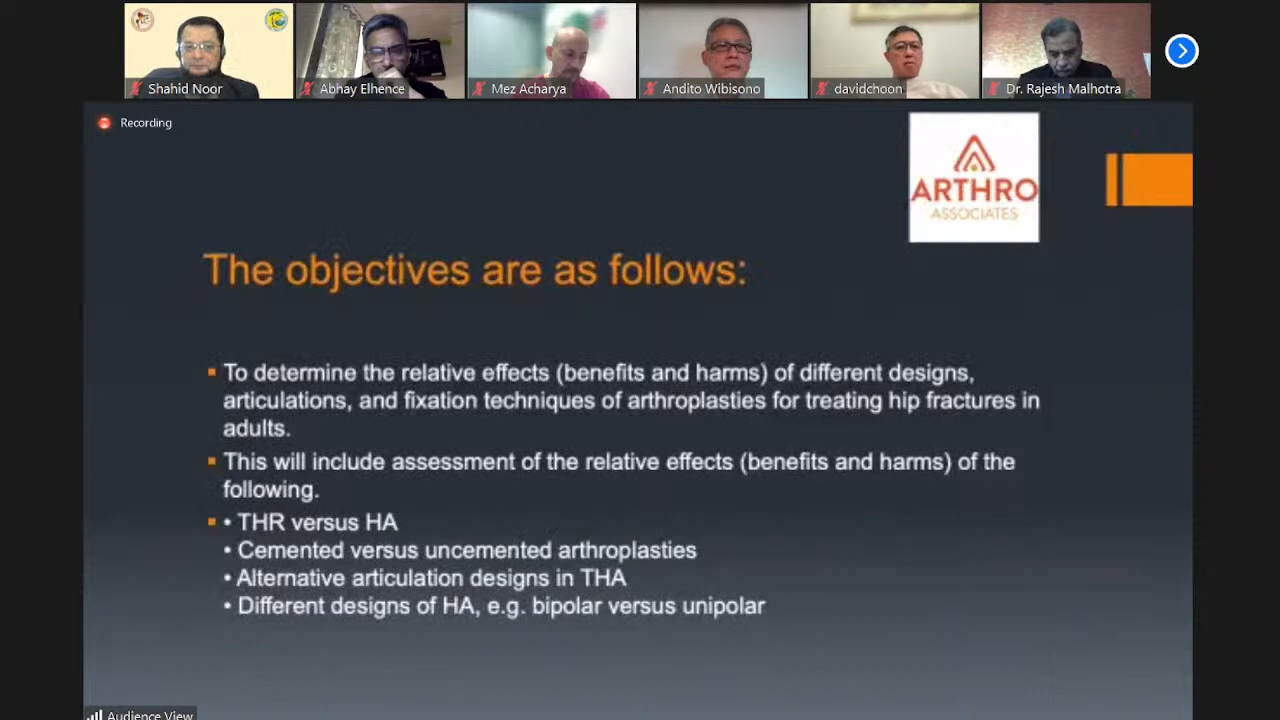 Shahid Noor
Abhay Elhence
Mez Acharya
Andito Wibisono
davidchoon
Dr. Rajesh Malhotra
Recording
ARTHRO
ASSOCIATES
The objectives are as follows:
▪ To determine the relative effects (benefits and harms) of different designs,
articulations, and fixation techniques of arthroplasties for treating hip fractures in
adults.
▪ This will include assessment of the relative effects (benefits and harms) of the
following.
▪ • THR versus HA
• Cemented versus uncemented arthroplasties
• Alternative articulation designs in THA
• Different designs of HA, e.g. bipolar versus unipolar
Audience View